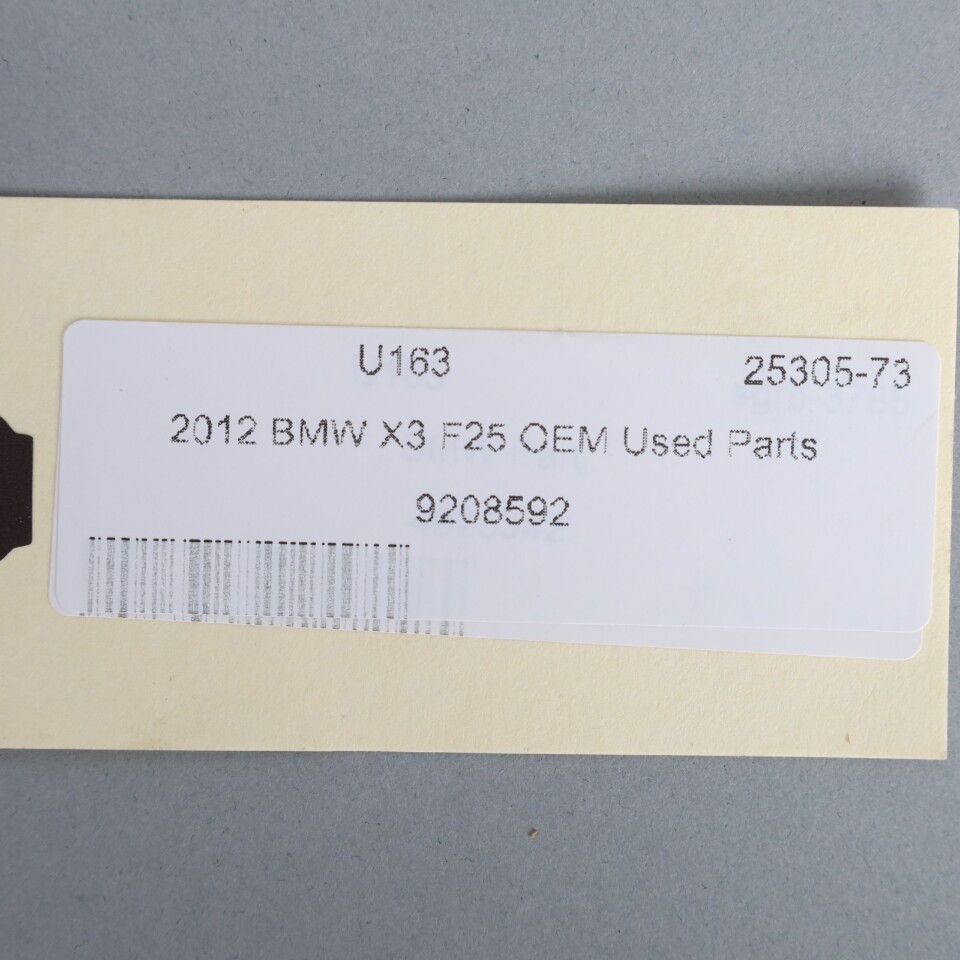 U163 25305-73
2012 BMW X3 F25 OEM Used Parts
9208592